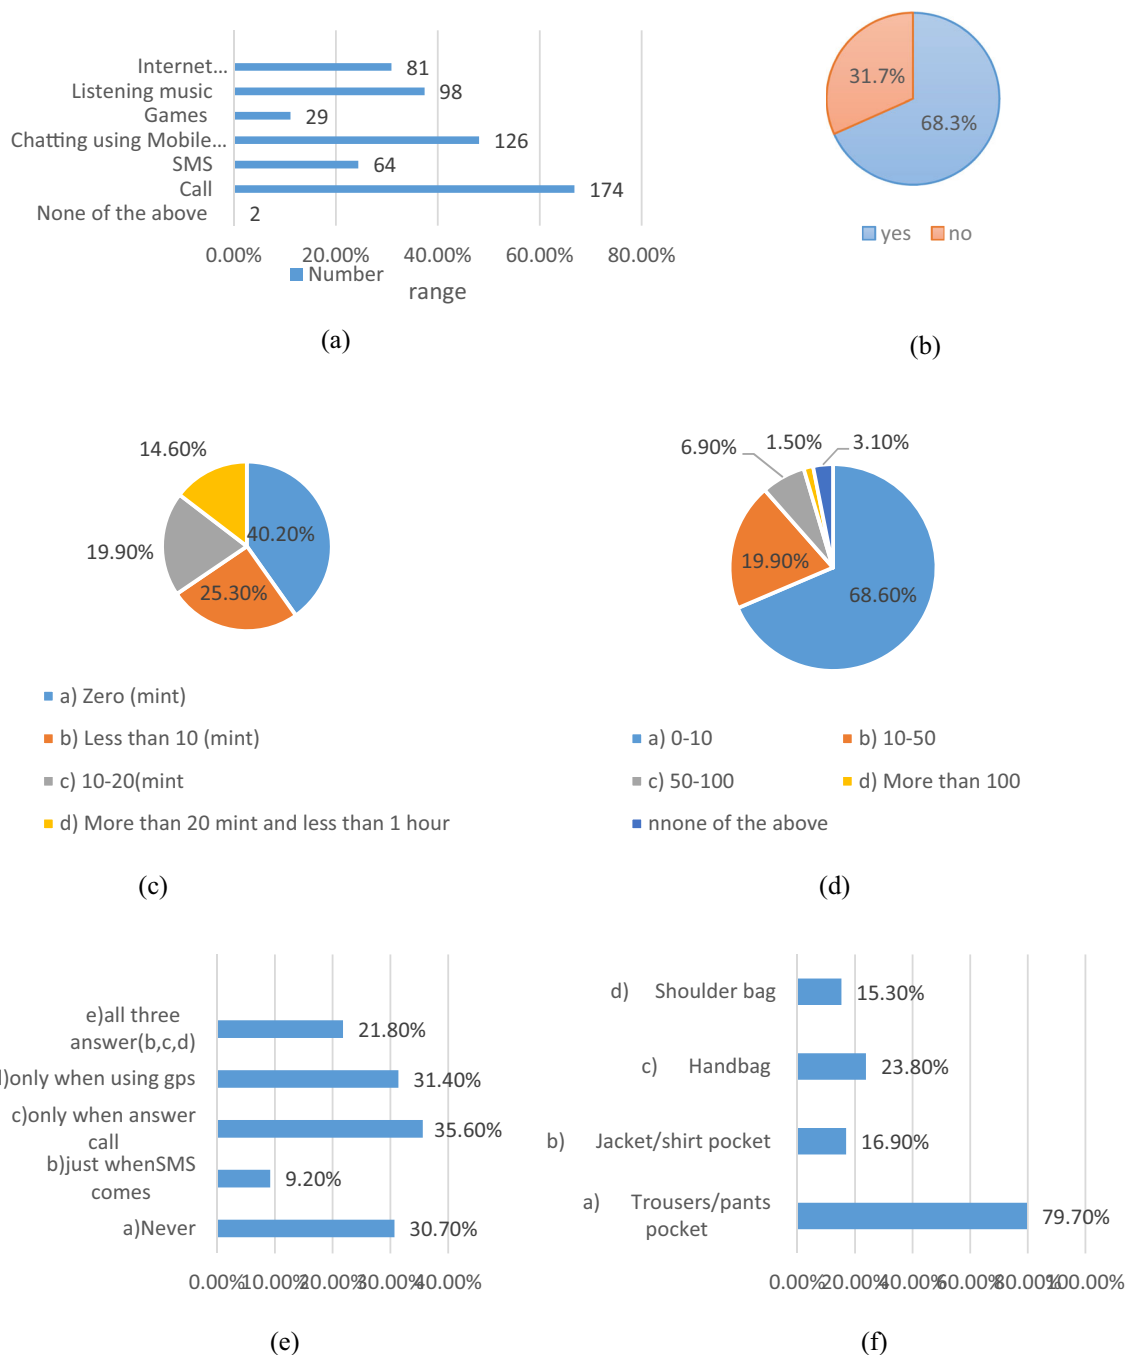 Internet... 81
Listening music 98
Games 29
Chatting using Mobile... 126
SMS 64
Call 174
None of the above 2
0.00% 20.00% 40.00% 60.00% 80.00%
Number
range
(a)
31.7%
68.3%
yes no
(b)
14.60%
40.20%
19.90%
25.30%
a) Zero (mint)
b) Less than 10 (mint)
c) 10-20(mint
d) More than 20 mint and less than 1 hour
(c)
6.90% 1.50% 3.10%
19.90%
68.60%
a) 0-10 b) 10-50
c) 50-100 d) More than 100
nnone of the above
(d)
e)all three
answer(b,c,d)
21.80%
d)only when using gps 31.40%
c)only when answer
call
35.60%
b)just whenSMS
comes
9.20%
a)Never 30.70%
0.00% 10.00% 20.00% 30.00% 40.00%
(e)
d) Shoulder bag 15.30%
c) Handbag 23.80%
b) Jacket/shirt pocket 16.90%
a) Trousers/pants
pocket
79.70%
0.00% 20.00% 40.00% 60.00% 80.00% 100.00%
(f)